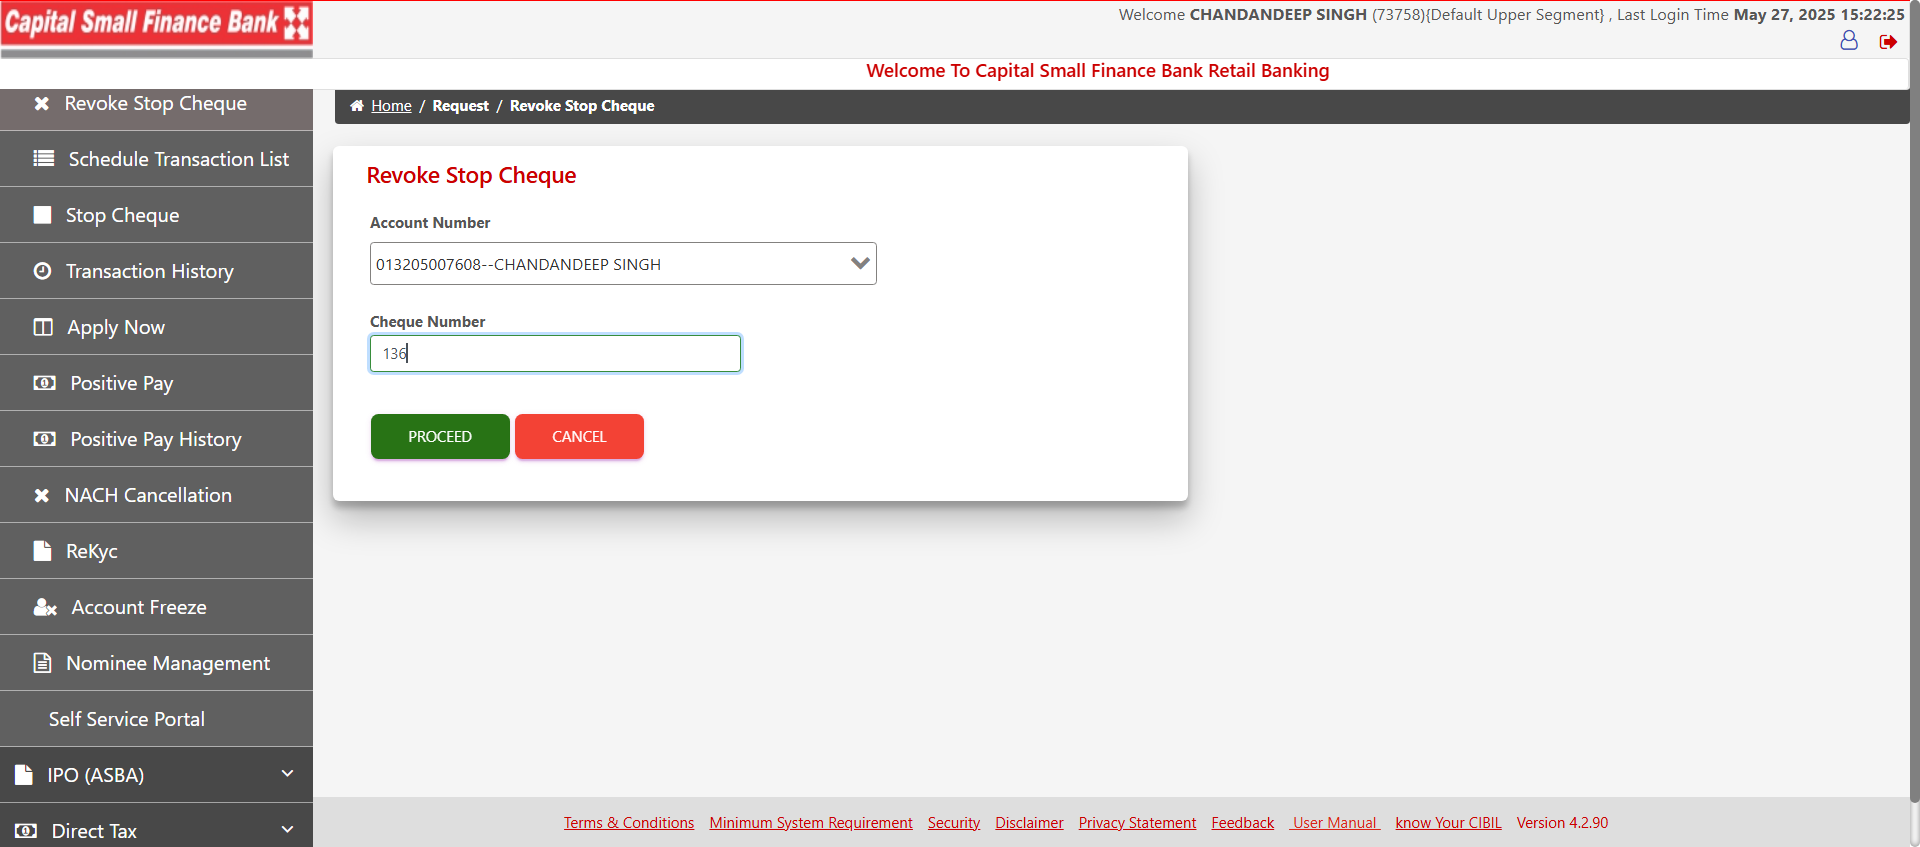 Capital Small Finance Bank
Welcome CHANDANDEEP SINGH (73758){Default Upper Segment} , Last Login Time May 27, 2025 15:22:25
Welcome To Capital Small Finance Bank Retail Banking
Revoke Stop Cheque
Schedule Transaction List
Stop Cheque
Transaction History
Apply Now
Positive Pay
Positive Pay History
NACH Cancellation
ReKyc
Account Freeze
Nominee Management
Self Service Portal
IPO (ASBA)
Direct Tax
Home / Request / Revoke Stop Cheque
Revoke Stop Cheque
Account Number
013205007608--CHANDANDEEP SINGH
Cheque Number
136
PROCEED CANCEL
Terms & Conditions Minimum System Requirement Security Disclaimer Privacy Statement Feedback User Manual know Your CIBIL Version 4.2.90